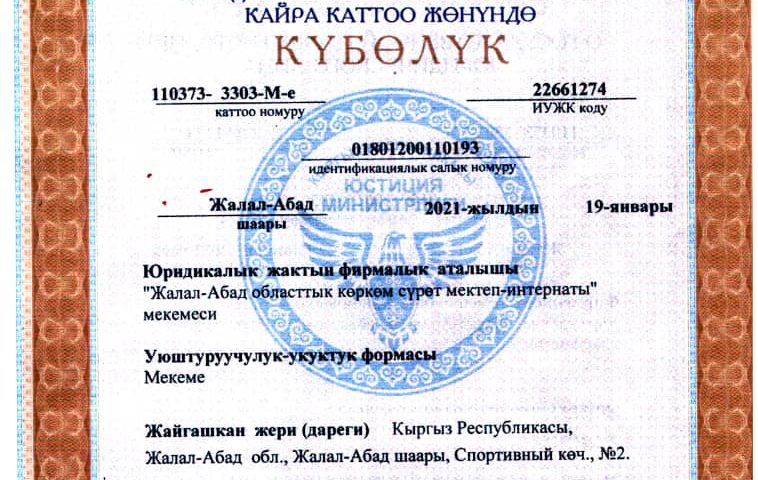 КАЙРА КАТТОО ЖӨНҮНДӨ
КҮБӨЛҮК
110373- 3303-М-е 22661274
каттоо номуру ИУЖК коду
01801200110193
идентификациялык салык номуру
ЮСТИЦИЯ
МИНИСТРЛИГИ
Жалал-Абад 2021-жылдын 19-январы
шаары
Юридикалык жактын фирмалык аталышы
"Жалал-Абад областтык көркөм сүрөт мектеп-интернаты"
мекемеси
Уюштуруучулук-укуктук формасы
Мекеме
Жайгашкан жери (дареги) Кыргыз Республикасы,
Жалал-Абад обл., Жалал-Абад шаары, Спортивный көч., №2.